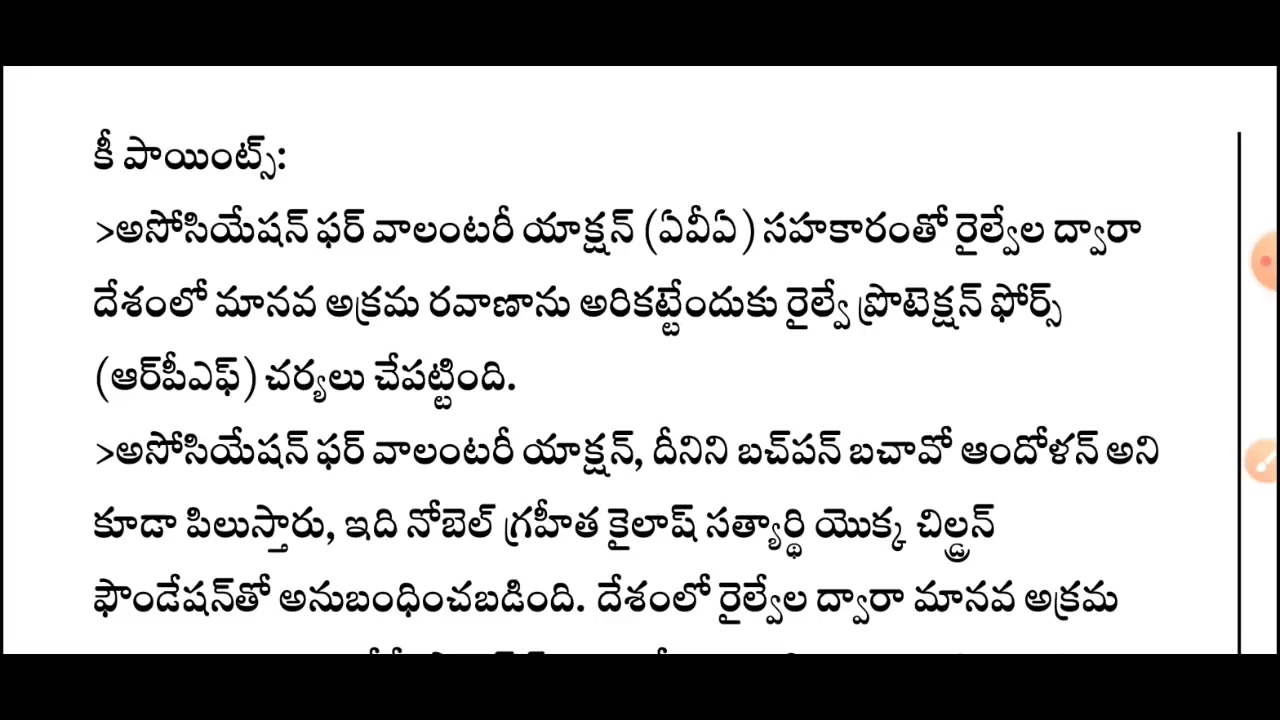 కీ పాయింట్స్:
>అసోసియేషన్ ఫర్ వాలంటరీ యాక్షన్ (ఏవీఏ) సహకారంతో రైల్వేల ద్వారా
దేశంలో మానవ అక్రమ రవాణాను అరికట్టేందుకు రైల్వే ప్రొటెక్షన్ ఫోర్స్
(ఆర్‌పీఎఫ్) చర్యలు చేపట్టింది.
>అసోసియేషన్ ఫర్ వాలంటరీ యాక్షన్, దీనిని బచ్‌పన్ బచావో ఆందోళన్ అని
కూడా పిలుస్తారు, ఇది నోబెల్ గ్రహీత కైలాష్ సత్యార్థి యొక్క చిల్డ్రన్
ఫౌండేషన్‌తో అనుబంధించబడింది. దేశంలో రైల్వేల ద్వారా మానవ అక్రమ